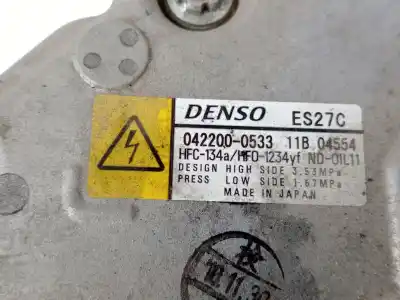 DENSO ES27C
042200-0533 11B 04554
HFC-134a/HFO-1234yf ND-OIL11
DESIGN HIGH SIDE 3.53MPa
PRESS LOW SIDE 1.67MPa
MADE IN JAPAN